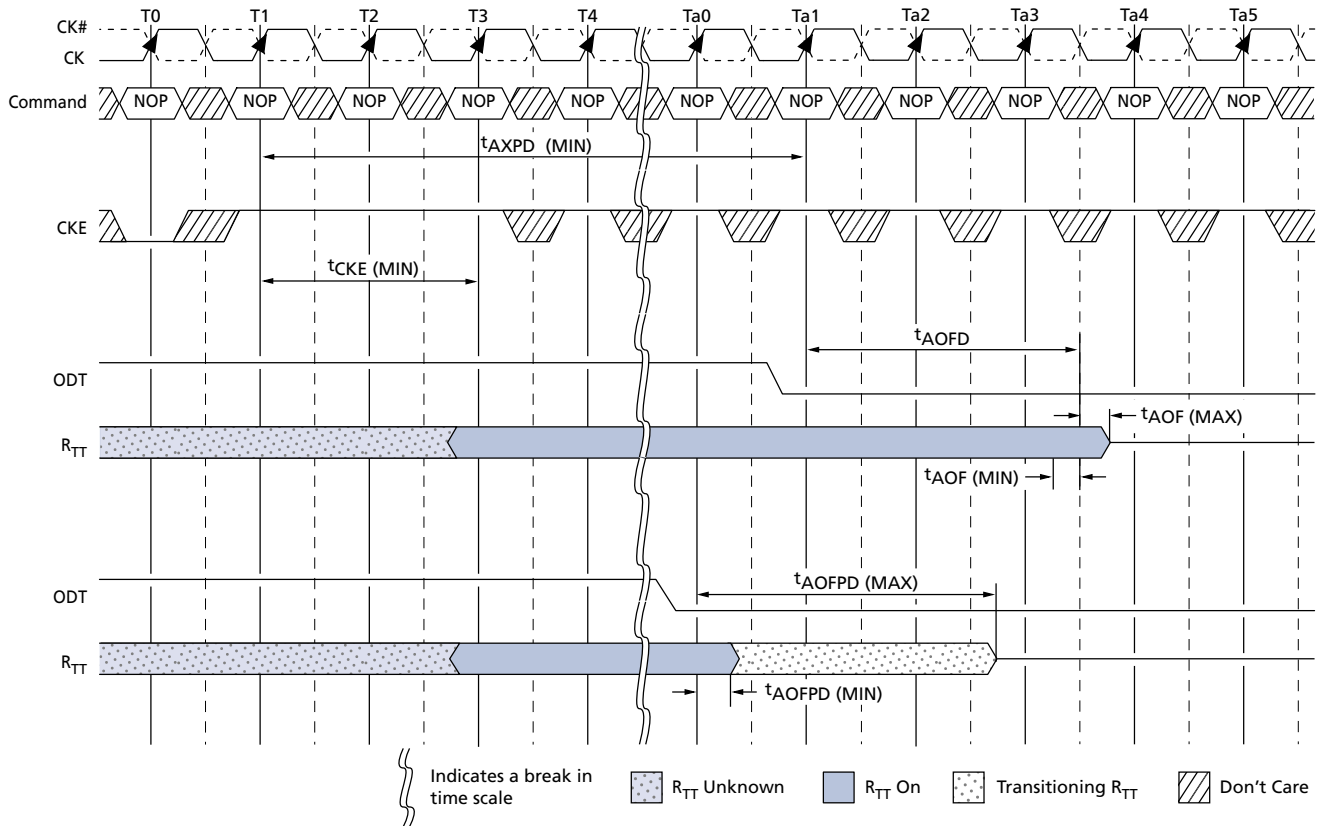 T0 T1 T2 T3 T4 Ta0 Ta1 Ta2 Ta3 Ta4 Ta5
CK#
CK
Command NOP NOP NOP NOP NOP NOP NOP NOP NOP NOP NOP
tAXPD (MIN)
CKE
tCKE (MIN)
tAOFD
ODT
tAOF (MAX)
RTT
tAOF (MIN)
tAOFPD (MAX)
ODT
RTT
tAOFPD (MIN)
Indicates a break in
time scale
RTT Unknown
RTT On
Transitioning RTT
Don't Care